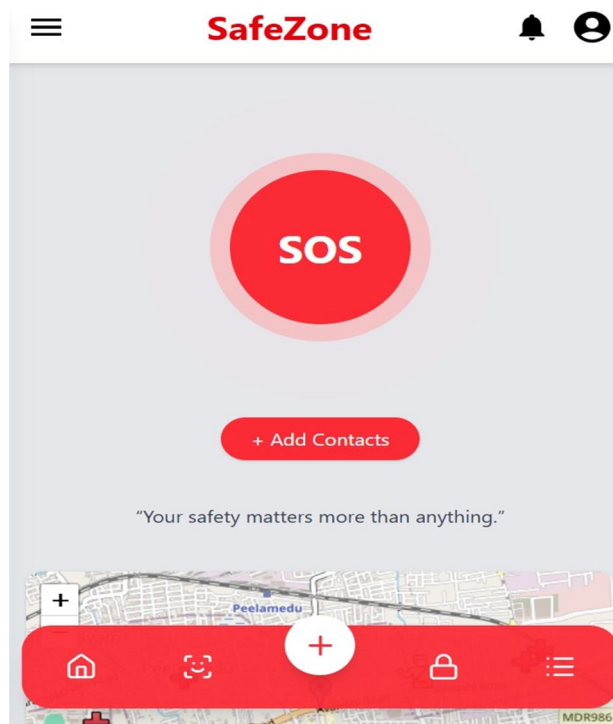 SafeZone
SOS
+ Add Contacts
“Your safety matters more than anything.”
+
Peelamedu
+
MDR986